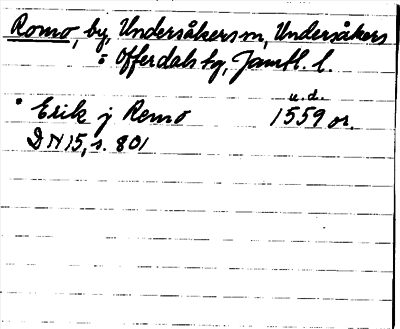 Romo, by, Undersåkers sn, Undersåkers
= Offerdals tg, Jämtl. l.
u. d.
* Erik j Remo 1559 or.
DN 15, s. 801